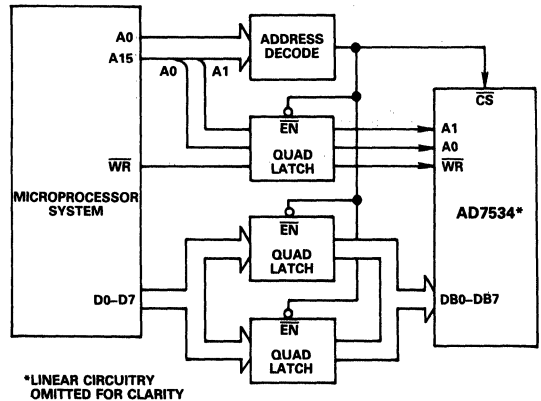 A0
A15
A0
A1
ADDRESS
DECODE
CS
EN
QUAD
LATCH
A1
A0
WR
WR
MICROPROCESSOR
SYSTEM
AD7534*
EN
QUAD
LATCH
D0–D7
DB0–DB7
EN
QUAD
LATCH
*LINEAR CIRCUITRY
OMITTED FOR CLARITY